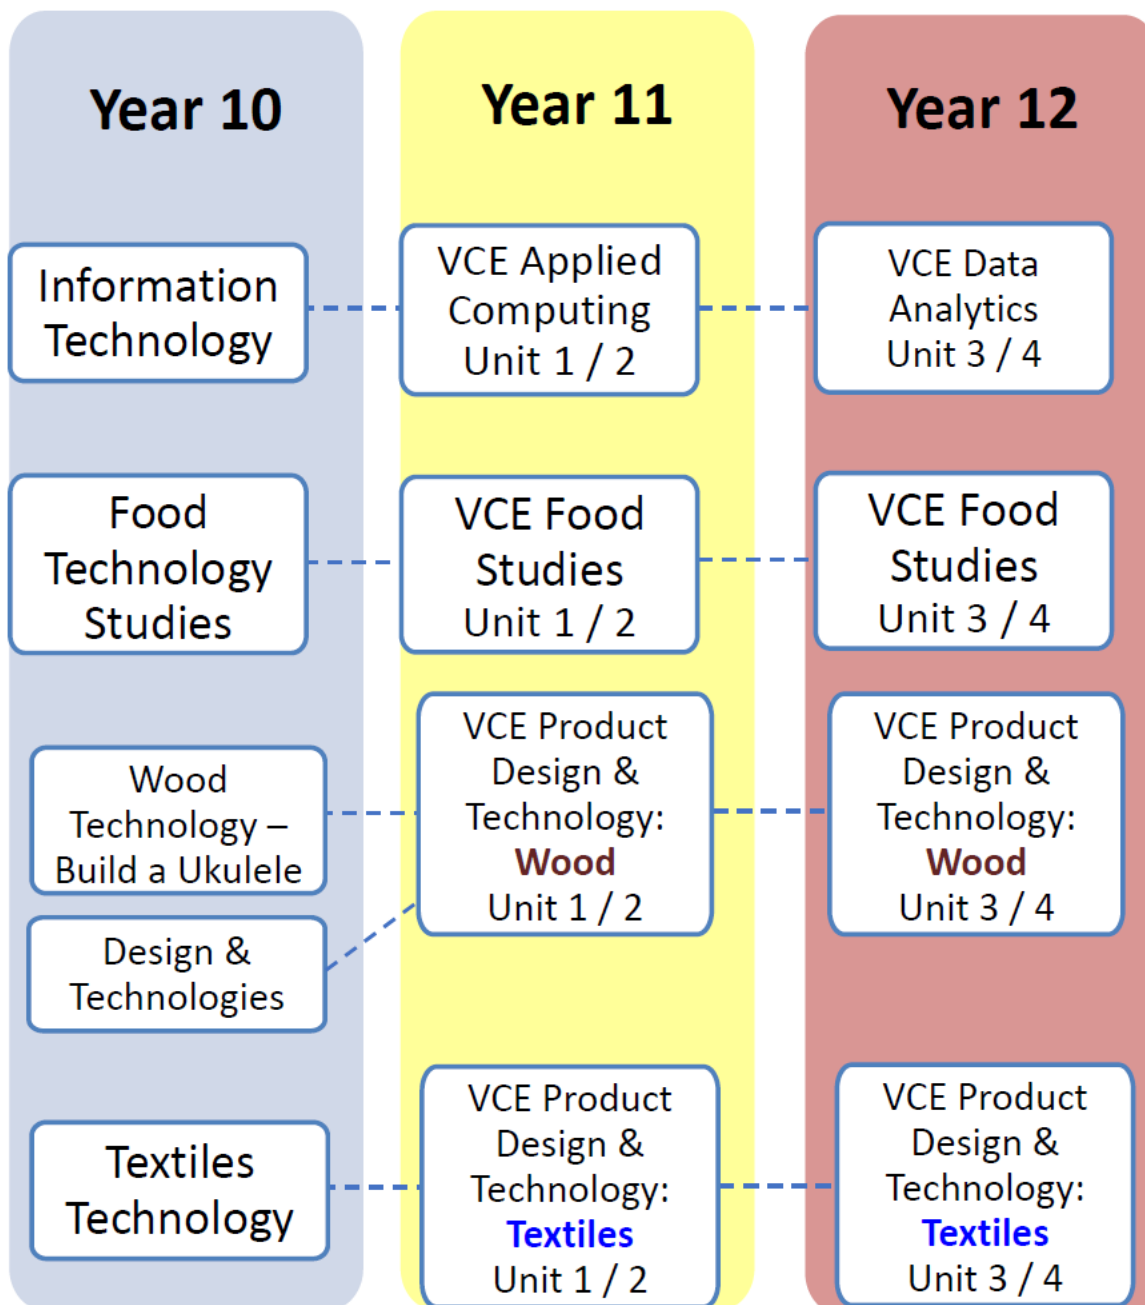 Year 10
Year 11
Year 12
Information
Technology
VCE Applied
Computing
Unit 1 / 2
VCE Data
Analytics
Unit 3 / 4
Food
Technology
Studies
VCE Food
Studies
Unit 1 / 2
VCE Food
Studies
Unit 3 / 4
Wood
Technology –
Build a Ukulele
Design &
Technologies
VCE Product
Design &
Technology:
Wood
Unit 1 / 2
VCE Product
Design &
Technology:
Wood
Unit 3 / 4
Textiles
Technology
VCE Product
Design &
Technology:
Textiles
Unit 1 / 2
VCE Product
Design &
Technology:
Textiles
Unit 3 / 4